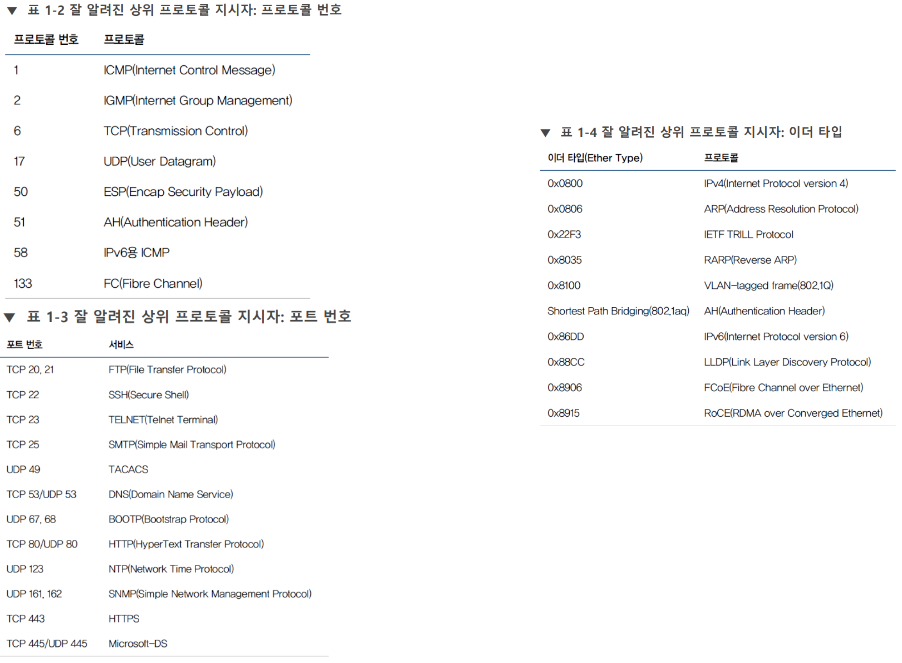 ▼ 표 1-2 잘 알려진 상위 프로토콜 지시자: 프로토콜 번호
프로토콜 번호 프로토콜
1 ICMP(Internet Control Message)
2 IGMP(Internet Group Management)
6 TCP(Transmission Control)
17 UDP(User Datagram)
50 ESP(Encap Security Payload)
51 AH(Authentication Header)
58 IPv6용 ICMP
133 FC(Fibre Channel)
▼ 표 1-3 잘 알려진 상위 프로토콜 지시자: 포트 번호
포트 번호 서비스
TCP 20, 21 FTP(File Transfer Protocol)
TCP 22 SSH(Secure Shell)
TCP 23 TELNET(Telnet Terminal)
TCP 25 SMTP(Simple Mail Transport Protocol)
UDP 49 TACACS
TCP 53/UDP 53 DNS(Domain Name Service)
UDP 67, 68 BOOTP(Bootstrap Protocol)
TCP 80/UDP 80 HTTP(HyperText Transfer Protocol)
UDP 123 NTP(Network Time Protocol)
UDP 161, 162 SNMP(Simple Network Management Protocol)
TCP 443 HTTPS
TCP 445/UDP 445 Microsoft-DS
▼ 표 1-4 잘 알려진 상위 프로토콜 지시자: 이더 타입
이더 타입(Ether Type) 프로토콜
0x0800 IPv4(Internet Protocol version 4)
0x0806 ARP(Address Resolution Protocol)
0x22F3 IETF TRILL Protocol
0x8035 RARP(Reverse ARP)
0x8100 VLAN-tagged frame(802.1Q)
Shortest Path Bridging(802.1aq) AH(Authentication Header)
0x86DD IPv6(Internet Protocol version 6)
0x88CC LLDP(Link Layer Discovery Protocol)
0x8906 FCoE(Fibre Channel over Ethernet)
0x8915 RoCE(RDMA over Converged Ethernet)